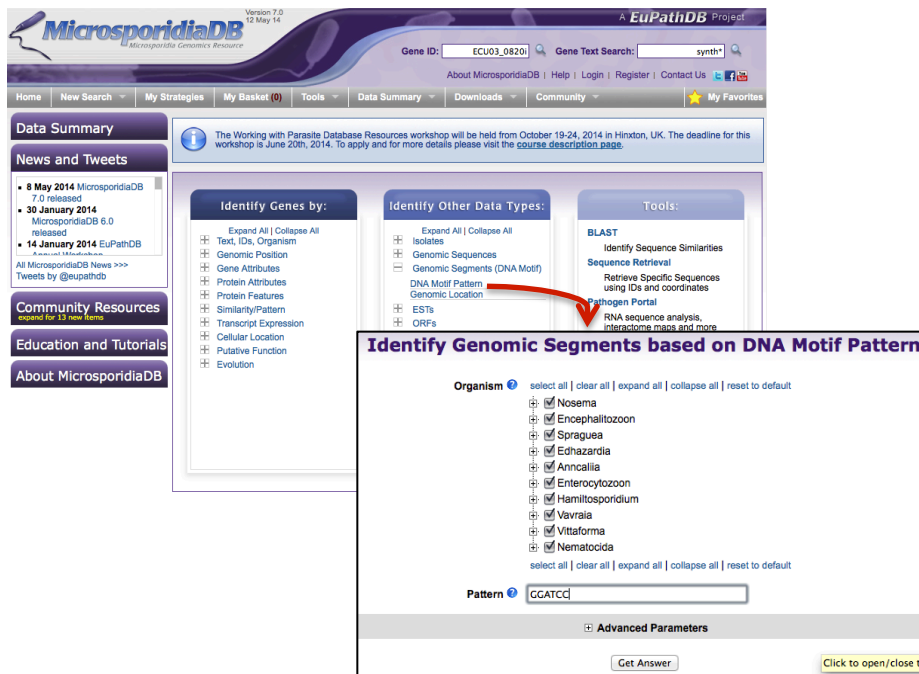 Version 7.0
12 May 14
A EuPathDB Project
MicrosporidiaDB
Microsporidia Genomics Resource
Gene ID: ECU03_0820i Gene Text Search: synth*
About MicrosporidiaDB | Help | Login | Register | Contact Us
Home New Search My Strategies My Basket (0) Tools Data Summary Downloads Community My Favorites
Data Summary
News and Tweets
8 May 2014 MicrosporidiaDB
7.0 released
30 January 2014
MicrosporidiaDB 6.0
released
14 January 2014 EuPathDB
All MicrosporidiaDB News >>>
Tweets by @eupathdb
Community Resources
expand for 13 new items
Education and Tutorials
About MicrosporidiaDB
The Working with Parasite Database Resources workshop will be held from October 19-24, 2014 in Hinxton, UK. The deadline for this
workshop is June 20th, 2014. To apply and for more details please visit the course description page.
Identify Genes by:
Expand All | Collapse All
Text, IDs, Organism
Genomic Position
Gene Attributes
Protein Attributes
Protein Features
Similarity/Pattern
Transcript Expression
Cellular Location
Putative Function
Evolution
Identify Other Data Types:
Expand All | Collapse All
Isolates
Genomic Sequences
Genomic Segments (DNA Motif)
DNA Motif Pattern
Genomic Location
ESTs
ORFs
Tools:
BLAST
Identify Sequence Similarities
Sequence Retrieval
Retrieve Specific Sequences
using IDs and coordinates
Pathogen Portal
RNA sequence analysis,
interactome maps and more
Identify Genomic Segments based on DNA Motif Pattern
Organism select all | clear all | expand all | collapse all | reset to default
Nosema
Encephalitozoon
Spraguea
Edhazardia
Anncaliia
Enterocytozoon
Hamiltosporidium
Vavraia
Vittaforma
Nematocida
select all | clear all | expand all | collapse all | reset to default
Pattern GGATCC
Advanced Parameters
Get Answer
Click to open/close t